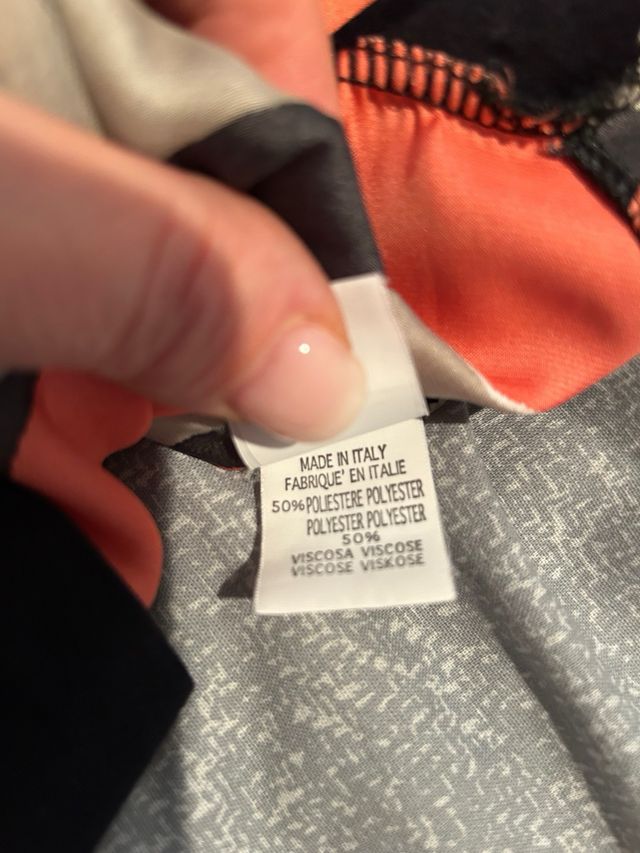 MADE IN ITALY
FABRIQUE' EN ITALIE
50% POLIESTERE POLYESTER
POLYESTER POLYESTER
50%
VISCOSA VISCOSE
VISCOSE VISKOSE